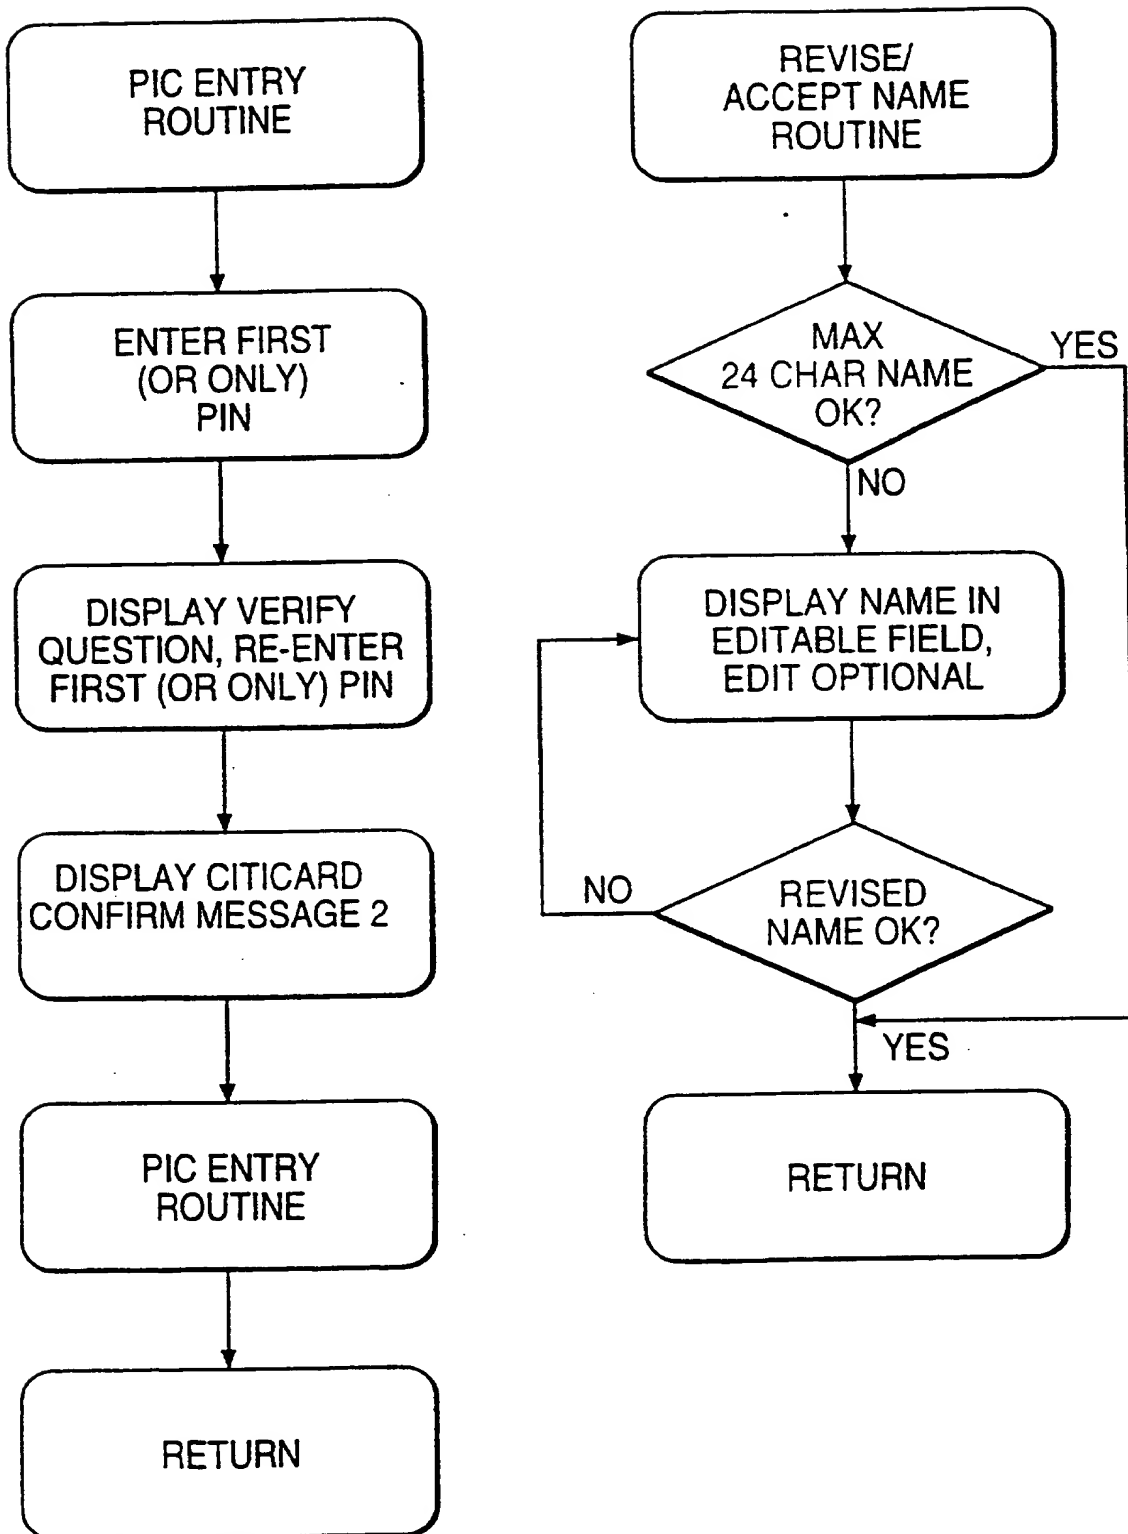 PIC ENTRY
ROUTINE
ENTER FIRST
(OR ONLY)
PIN
DISPLAY VERIFY
QUESTION, RE-ENTER
FIRST (OR ONLY) PIN
DISPLAY CITICARD
CONFIRM MESSAGE 2
PIC ENTRY
ROUTINE
RETURN
REVISE/
ACCEPT NAME
ROUTINE
MAX
24 CHAR NAME
OK?
YES
NO
DISPLAY NAME IN
EDITABLE FIELD,
EDIT OPTIONAL
REVISED
NAME OK?
NO
YES
RETURN